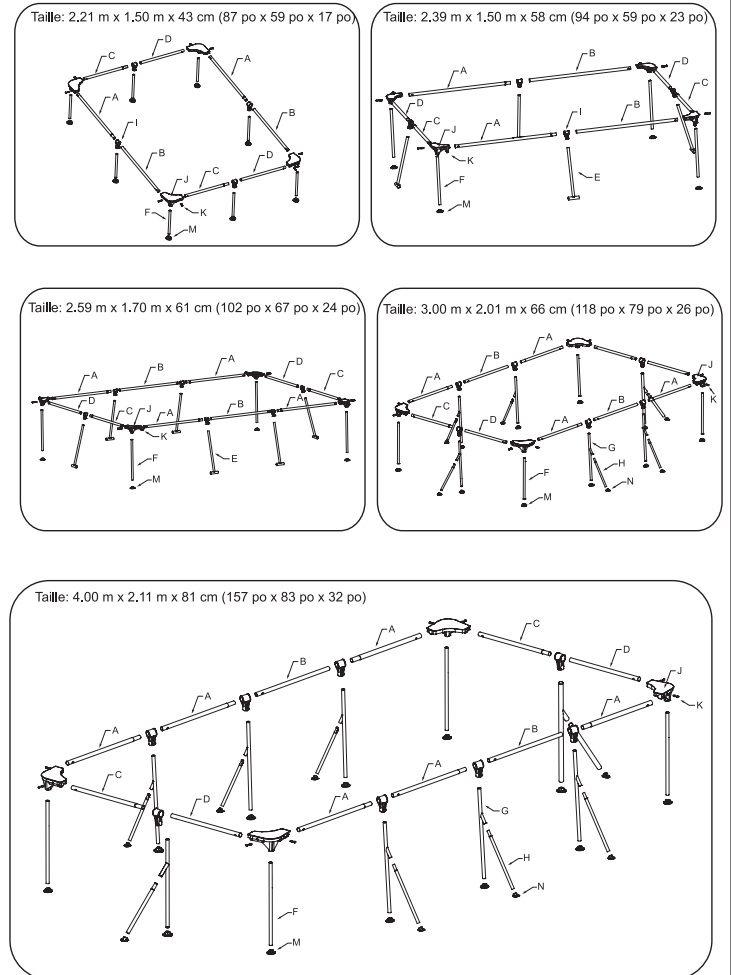 Taille: 2.21 m x 1.50 m x 43 cm (87 po x 59 po x 17 po)
D
C
A
A
I
B
B
D
J
C
F
K
M
Taille: 2.39 m x 1.50 m x 58 cm (94 po x 59 po x 23 po)
B
D
A
C
D
I
B
C
J
A
K
F
E
M
Taille: 2.59 m x 1.70 m x 61 cm (102 po x 67 po x 24 po)
A
B
A
D
C
D
C
J
A
B
A
K
F
E
M
Taille: 3.00 m x 2.01 m x 66 cm (118 po x 79 po x 26 po)
A
B
J
A
A
K
C
D
A
B
G
F
H
M
N
Taille: 4.00 m x 2.11 m x 81 cm (157 po x 83 po x 32 po)
A
C
B
D
A
J
A
A
K
B
C
A
D
A
G
H
N
F
M